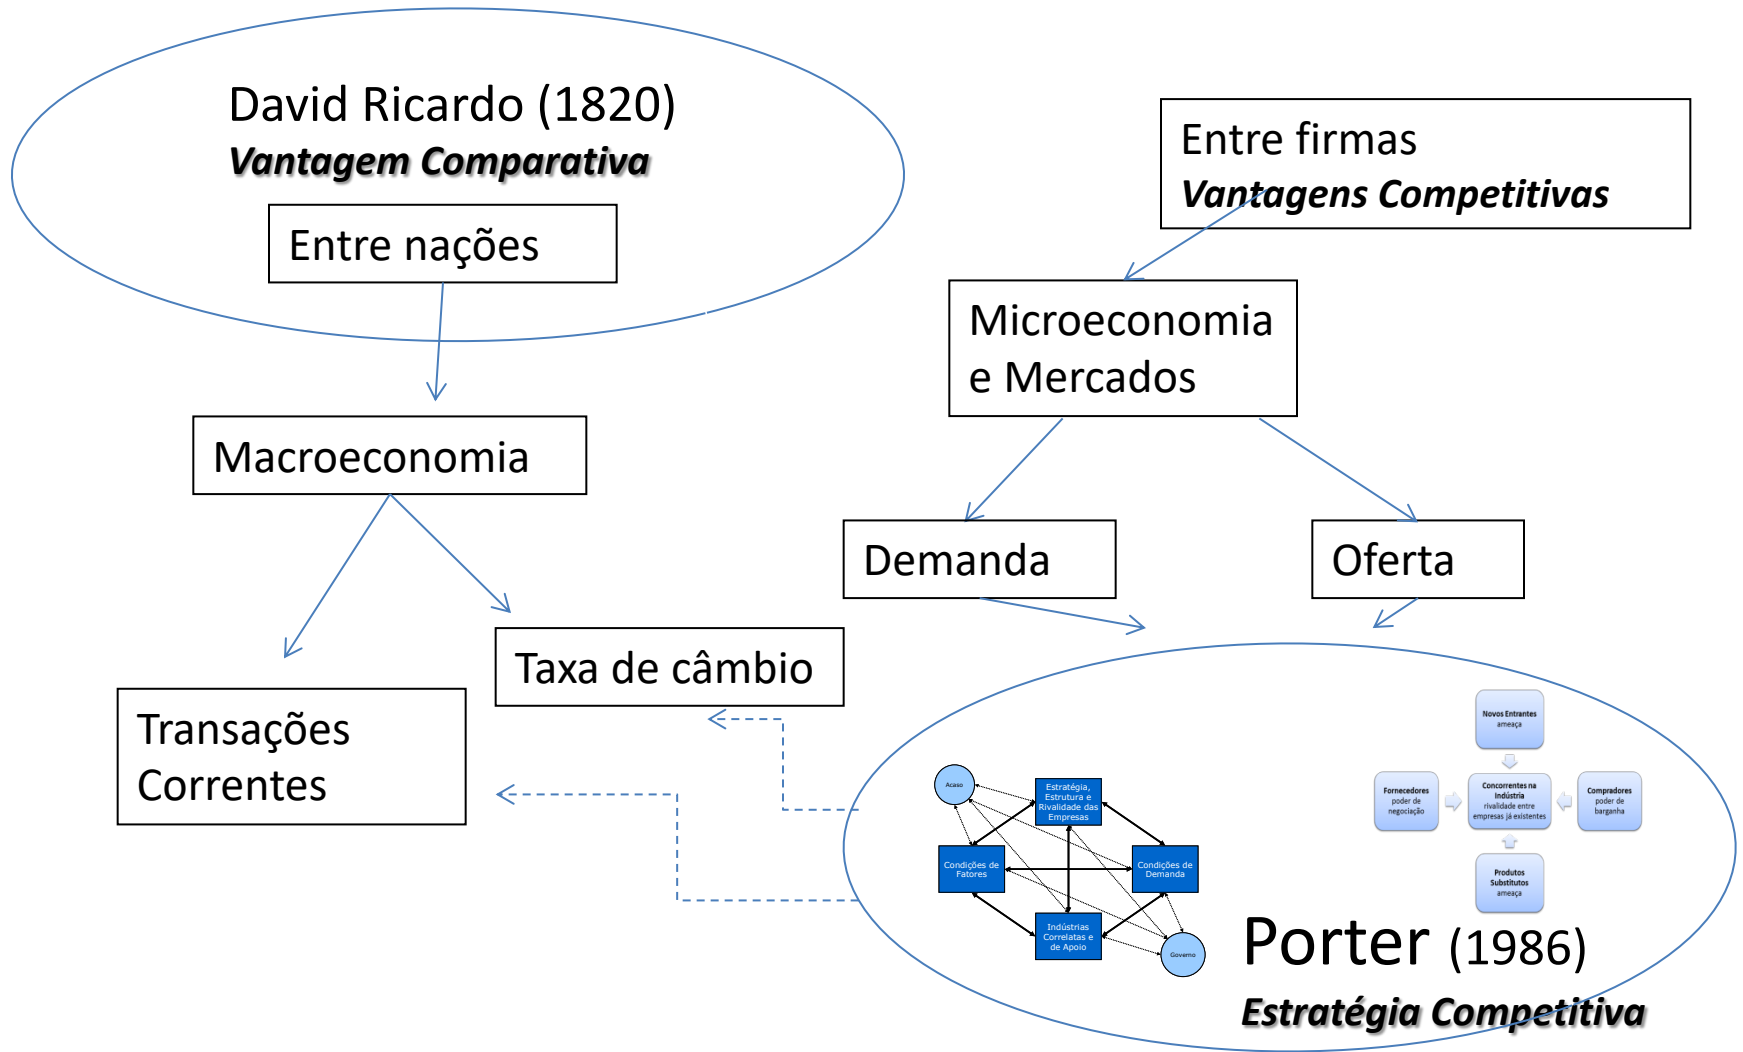 David Ricardo (1820)
Vantagem Comparativa
Entre nações
Macroeconomia
Transações
Correntes
Taxa de câmbio
Entre firmas
Vantagens Competitivas
Microeconomia
e Mercados
Demanda
Oferta
Acaso
Estratégia,
Estrutura e
Rivalidade das
Empresas
Condições de
Fatores
Condições de
Demanda
Indústrias
Correlatas e
de Apoio
Governo
Novos Entrantes
ameaça
Fornecedores
poder de
negociação
Concorrentes na
Indústria
rivalidade entre
empresas já existentes
Compradores
poder de
barganha
Produtos
Substitutos
ameaça
Porter (1986)
Estratégia Competitiva